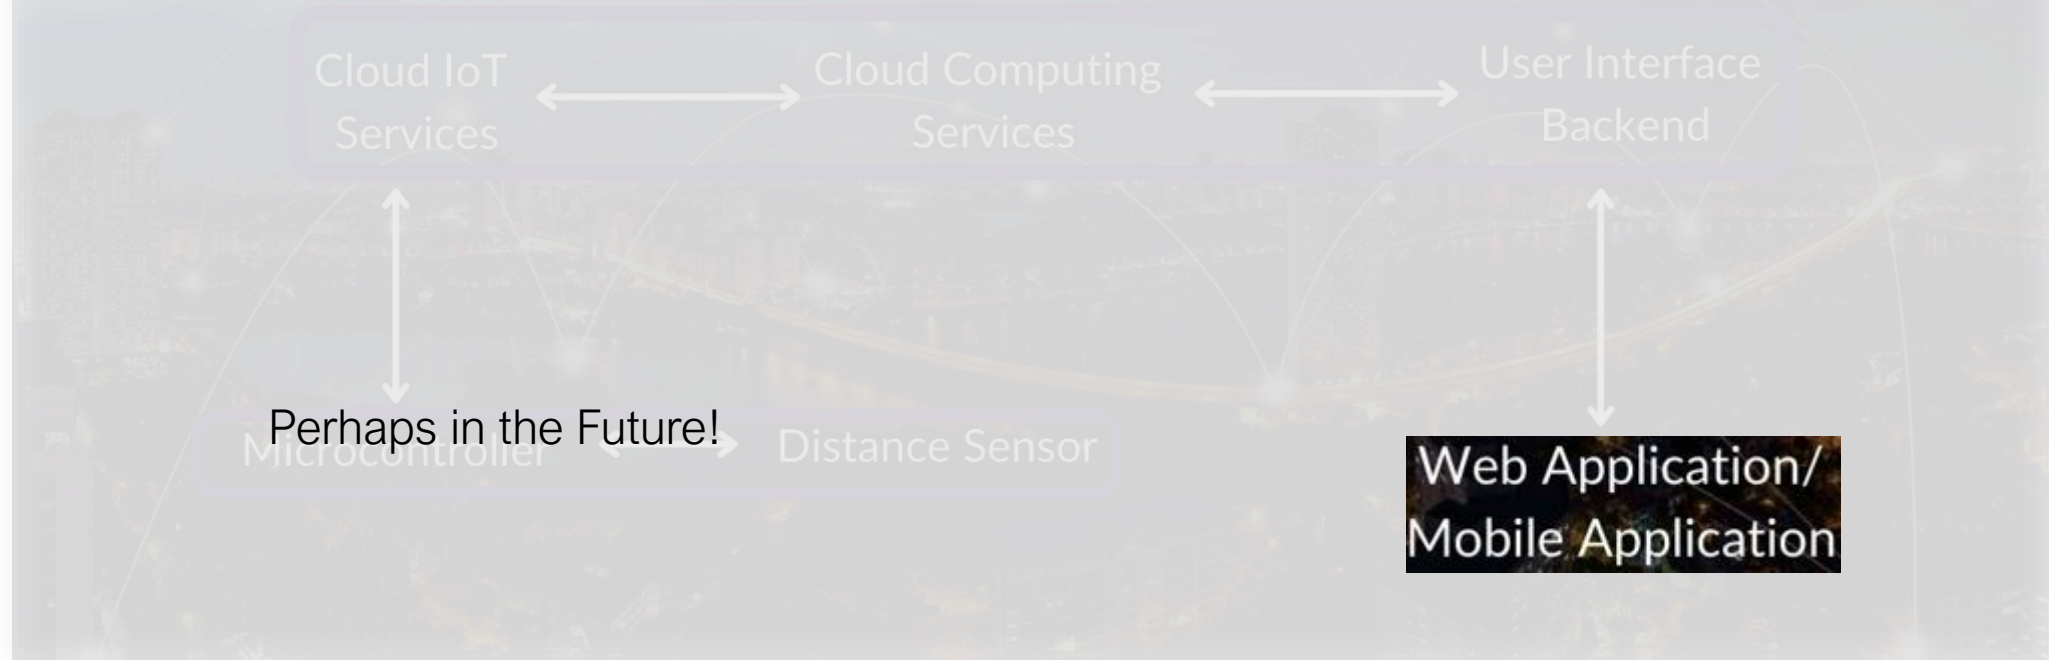 Cloud IoT
Services
Cloud Computing
Services
User Interface
Backend
Perhaps in the Future!
Microcontroller
Distance Sensor
Web Application/
Mobile Application